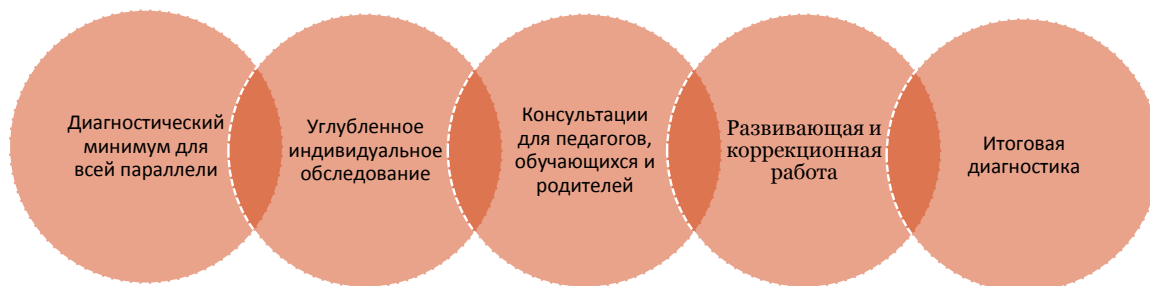 Диагностический
минимум для
всей параллели
Углубленное
индивидуальное
обследование
Консультации
для педагогов,
обучающихся и
родителей
Развивающая и
коррекционная
работа
Итоговая
диагностика